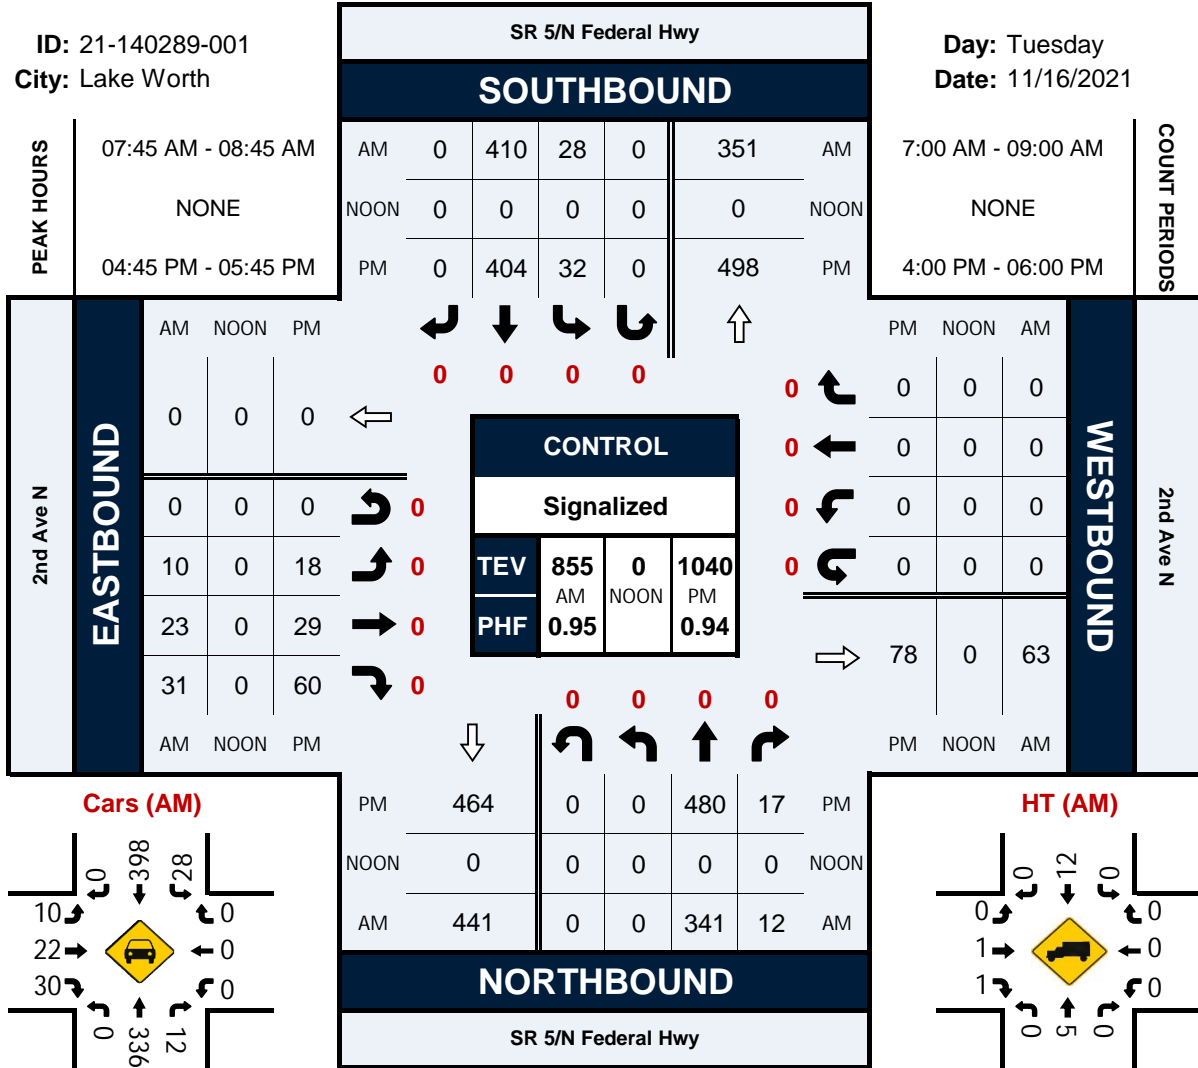 SR 5/N Federal Hwy
ID: 21-140289-001
Day: Tuesday
City: Lake Worth
Date: 11/16/2021
SOUTHBOUND
PEAK HOURS
07:45 AM - 08:45 AM
NONE
04:45 PM - 05:45 PM
AM 0 410 28 0 351 AM
NOON 0 0 0 0 0 NOON
PM 0 404 32 0 498 PM
7:00 AM - 09:00 AM
NONE
4:00 PM - 06:00 PM
COUNT PERIODS
0 0 0 0
2nd Ave N
EASTBOUND
AM NOON PM
0 0 0
0 0 0 0
10 0 18 0
23 0 29 0
31 0 60 0
AM NOON PM
CONTROL
Signalized
TEV 855 0 1040
AM NOON PM
PHF 0.95 0.94
PM NOON AM
0 0 0 0
0 0 0 0
0 0 0 0
0 0 0 0
78 0 63
PM NOON AM
WESTBOUND
2nd Ave N
0 0 0 0
PM 464 0 0 480 17 PM
NOON 0 0 0 0 0 NOON
AM 441 0 0 341 12 AM
NORTHBOUND
SR 5/N Federal Hwy
Cars (AM)
0 398 28
10 0
22 0
30 0
0 336 12
HT (AM)
0 12 0
0 0
1 0
1 0
0 5 0